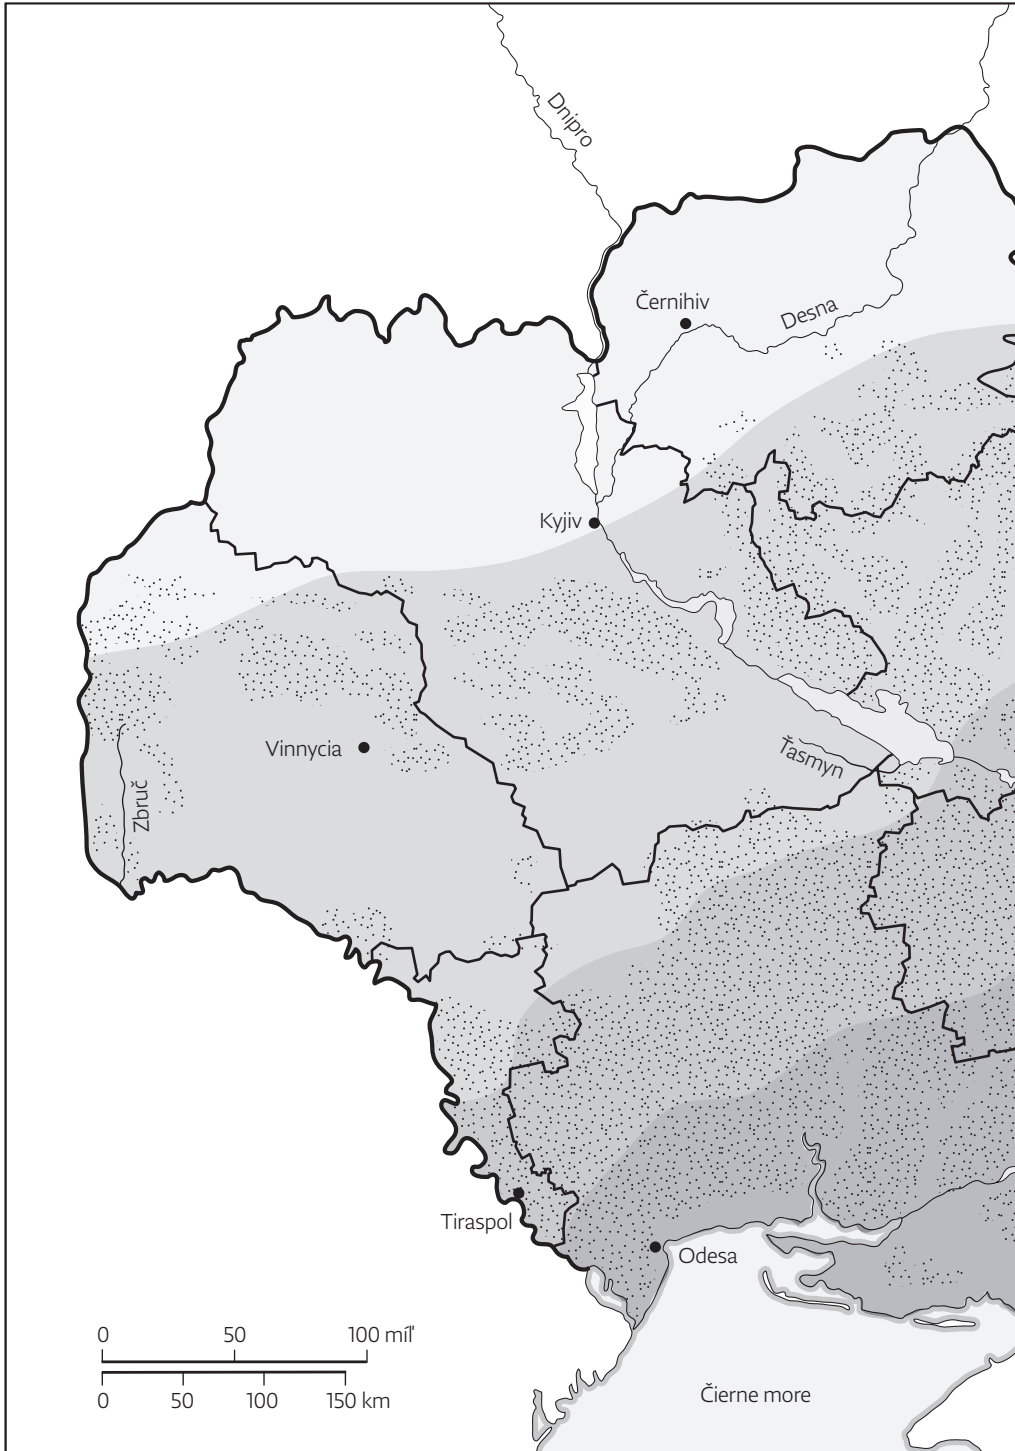 Dnipro
Černihiv
Desna
Kyjiv
Vinnycia
Ťasmyn
Zbruč
Tiraspol
Odesa
0 50 100 míľ
0 50 100 150 km
Čierne more